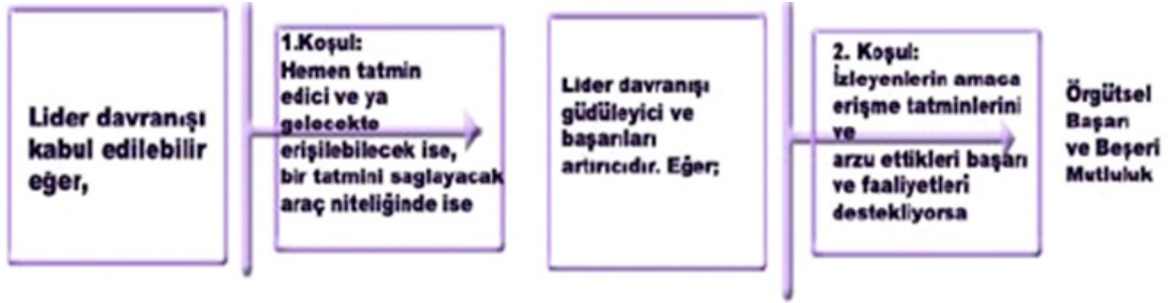 Lider davranışı
kabul edilebilir
eğer,
1.Koşul:
Hemen tatmin
edici ve ya
gelecekte
erişilebilecek ise,
bir tatmini saglayacak
araç niteliğinde ise
Lider davranışı
güdüleyici ve
başarıları
artırıcıdır. Eğer;
2. Koşul:
İzleyenlerin amaca
erişme tatminlerini
ve
arzu ettikleri başarı
ve faaliyetleri
destekliyorsa
Örgütsel
Başarı
ve Beşeri
Mutluluk